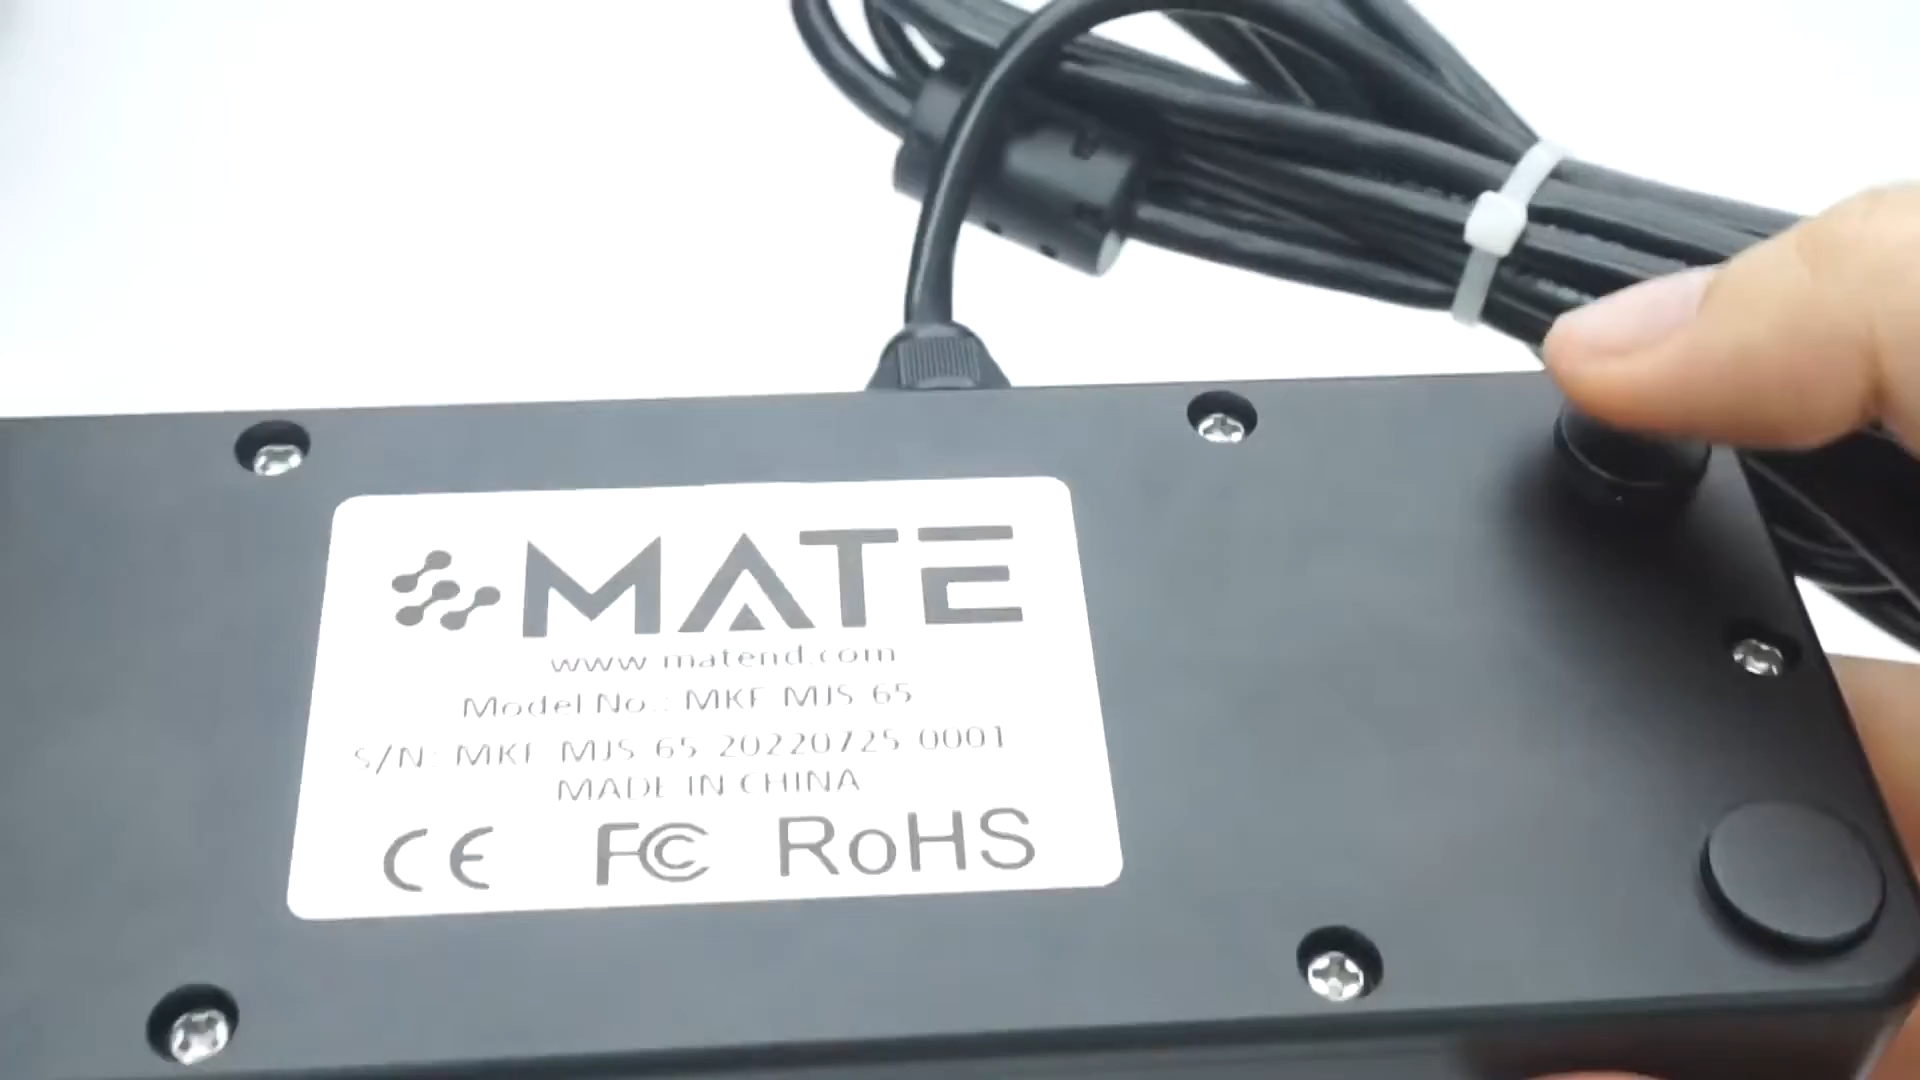 MATE
www.matend.com
Model No.: MKF MJS 65
S/N: MKF MJS 65 20220725 0001
MADE IN CHINA
CE FC RoHS